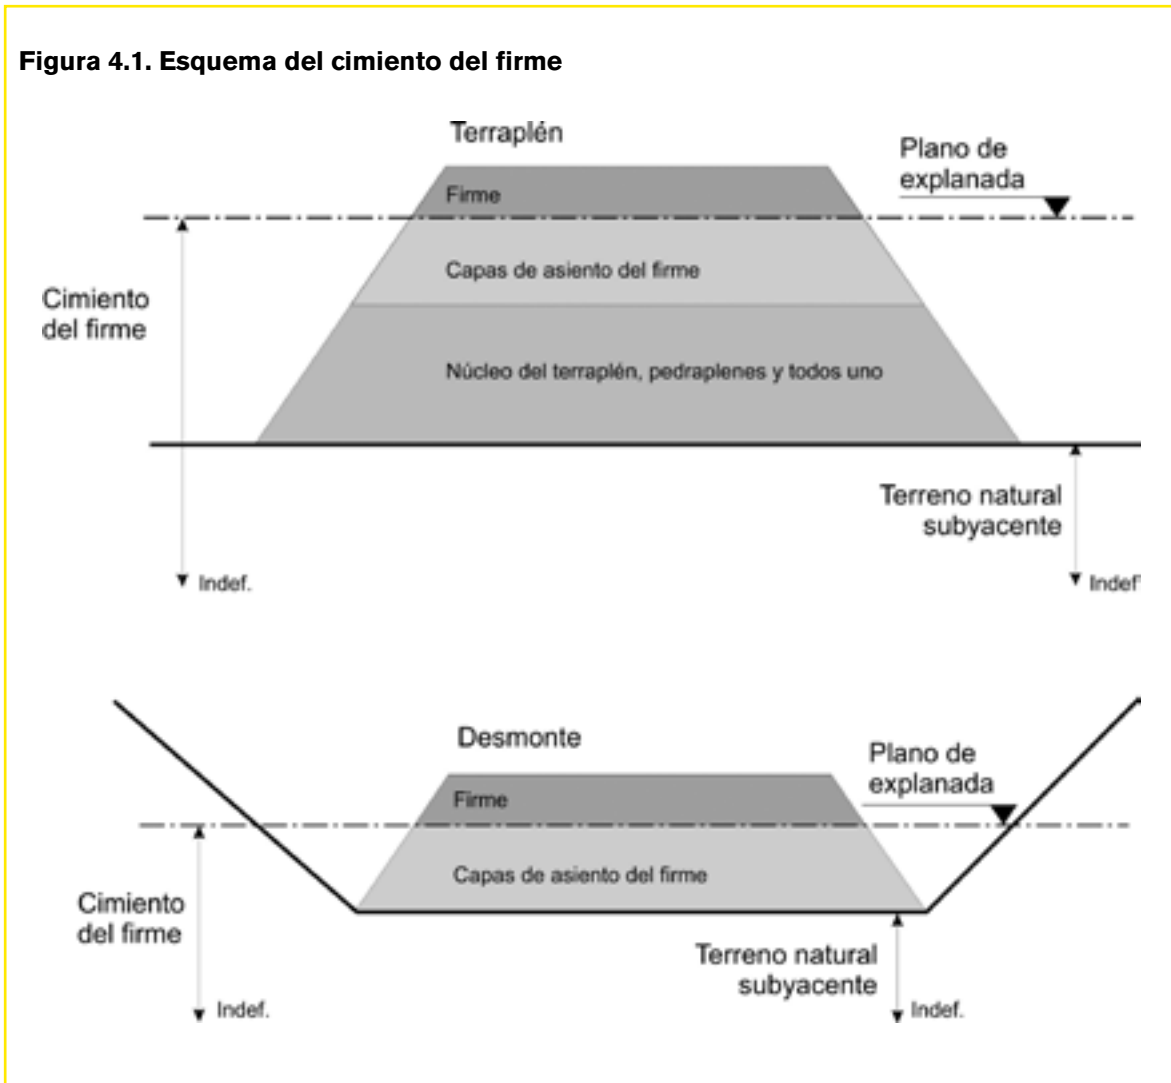 Figura 4.1. Esquema del cimiento del firme
Terraplén
Plano de
explanada
Firme
Capas de asiento del firme
Cimiento
del firme
Núcleo del terraplén, pedraplenes y todos uno
Terreno natural
subyacente
Indef.
Indef
Desmonte
Plano de
explanada
Firme
Capas de asiento del firme
Cimiento
del firme
Terreno natural
subyacente
Indef.
Indef.